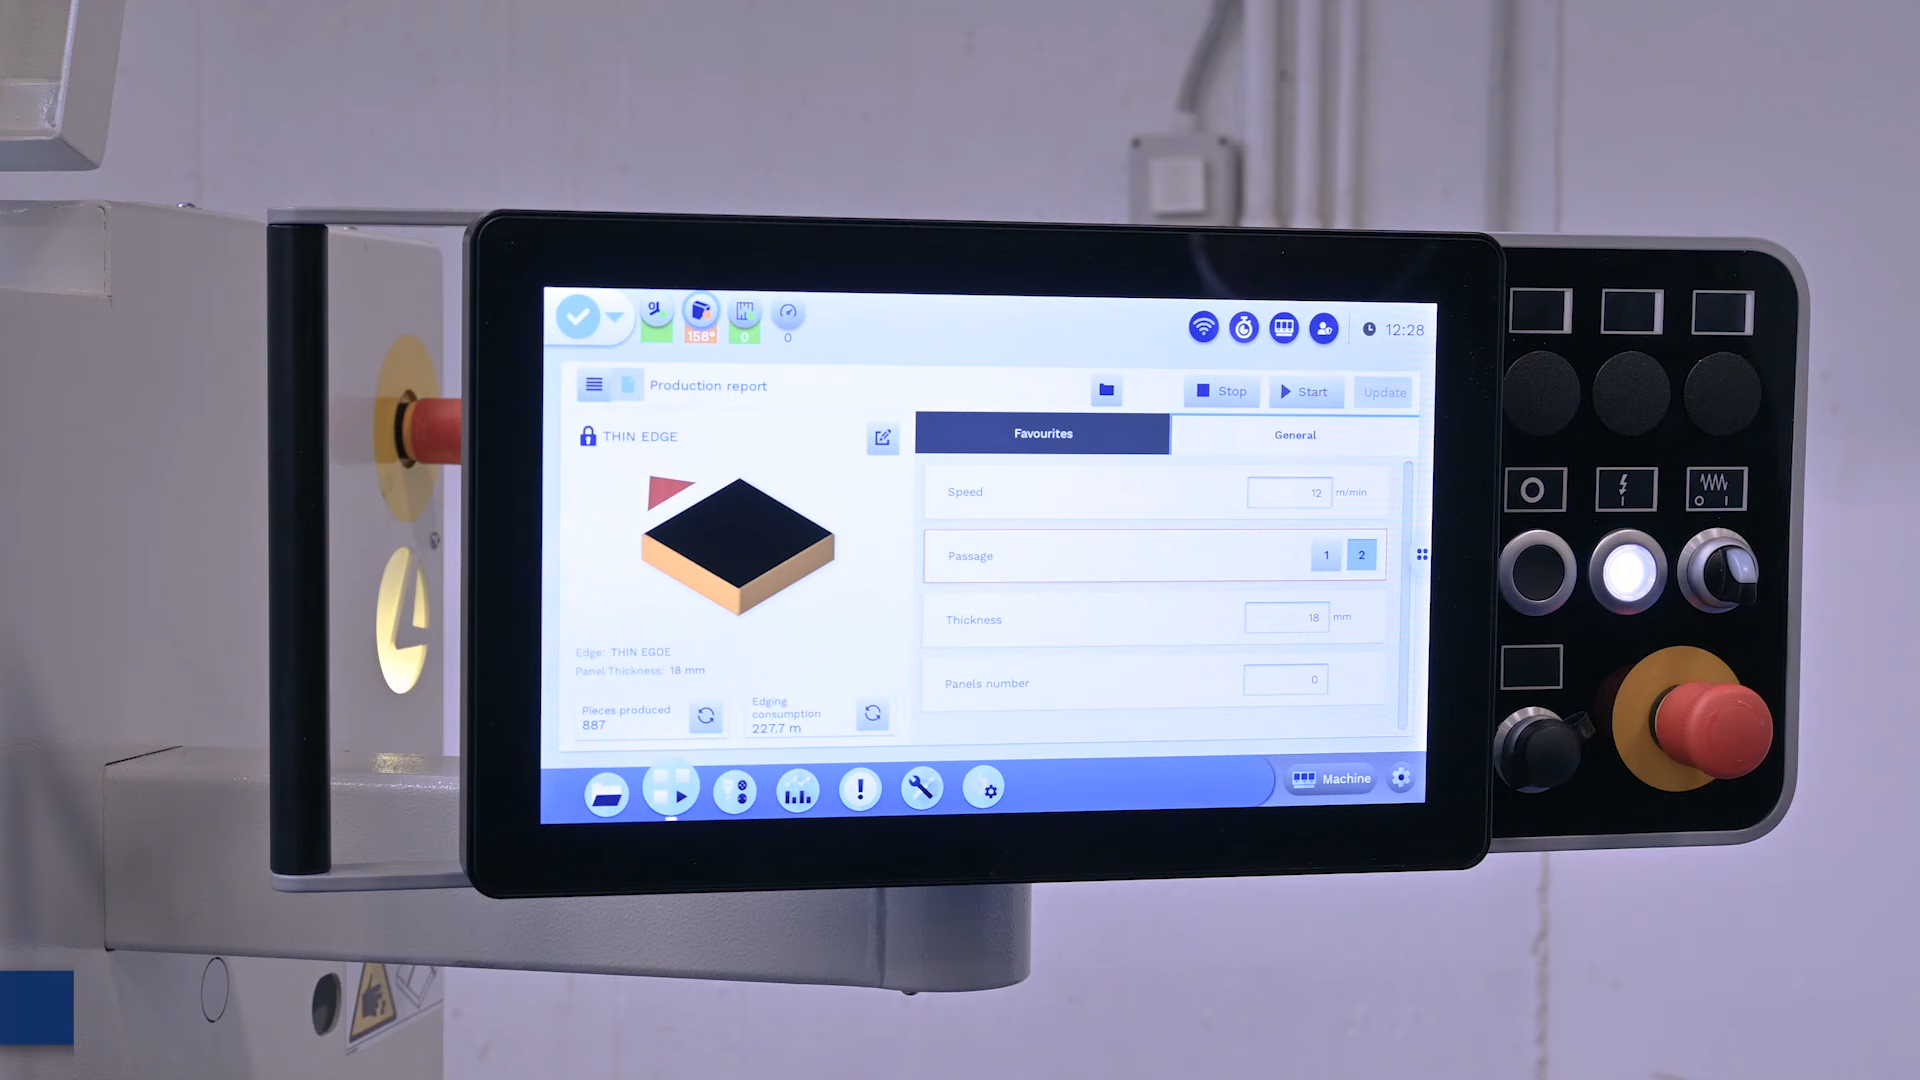 158°
0
0
12:28
Production report
Stop
Start
Update
THIN EDGE
Favourites
General
Speed
12
m/min
Passage
1
2
Thickness
18
mm
Panels number
0
Edge: THIN EGDE
Panel Thickness: 18 mm
Pieces produced
887
Edging
consumption
227.7 m
Machine